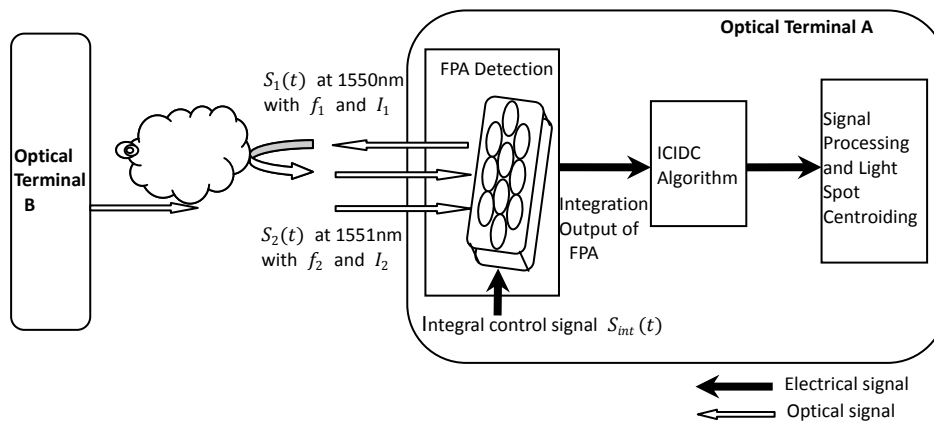 Optical Terminal A
FPA Detection
S₁(t) at 1550nm
with f₁ and I₁
Optical
Terminal
B
ICIDC
Algorithm
Signal
Processing
and Light
Spot
Centroiding
Integration
Output of
FPA
S₂(t) at 1551nm
with f₂ and I₂
Integral control signal Sᵢₙₜ(t)
Electrical signal
Optical signal